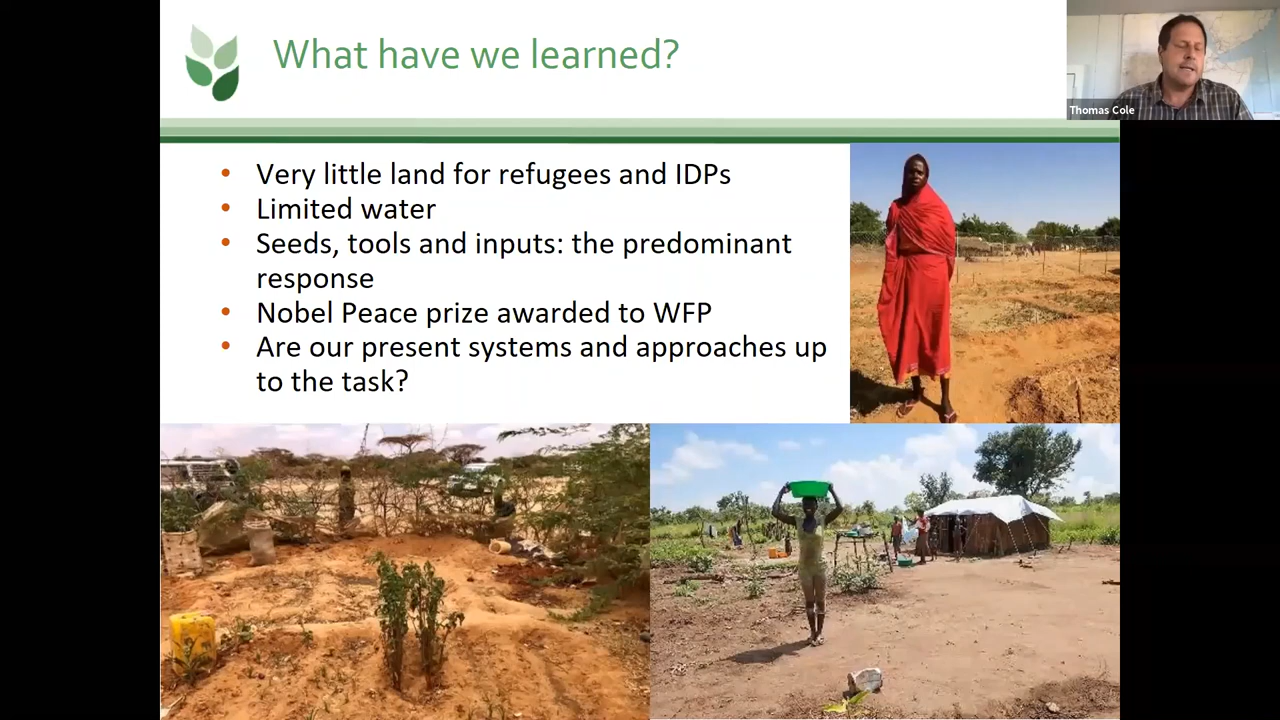 What have we learned?
Thomas Cole
• Very little land for refugees and IDPs
• Limited water
• Seeds, tools and inputs: the predominant
response
• Nobel Peace prize awarded to WFP
• Are our present systems and approaches up
to the task?